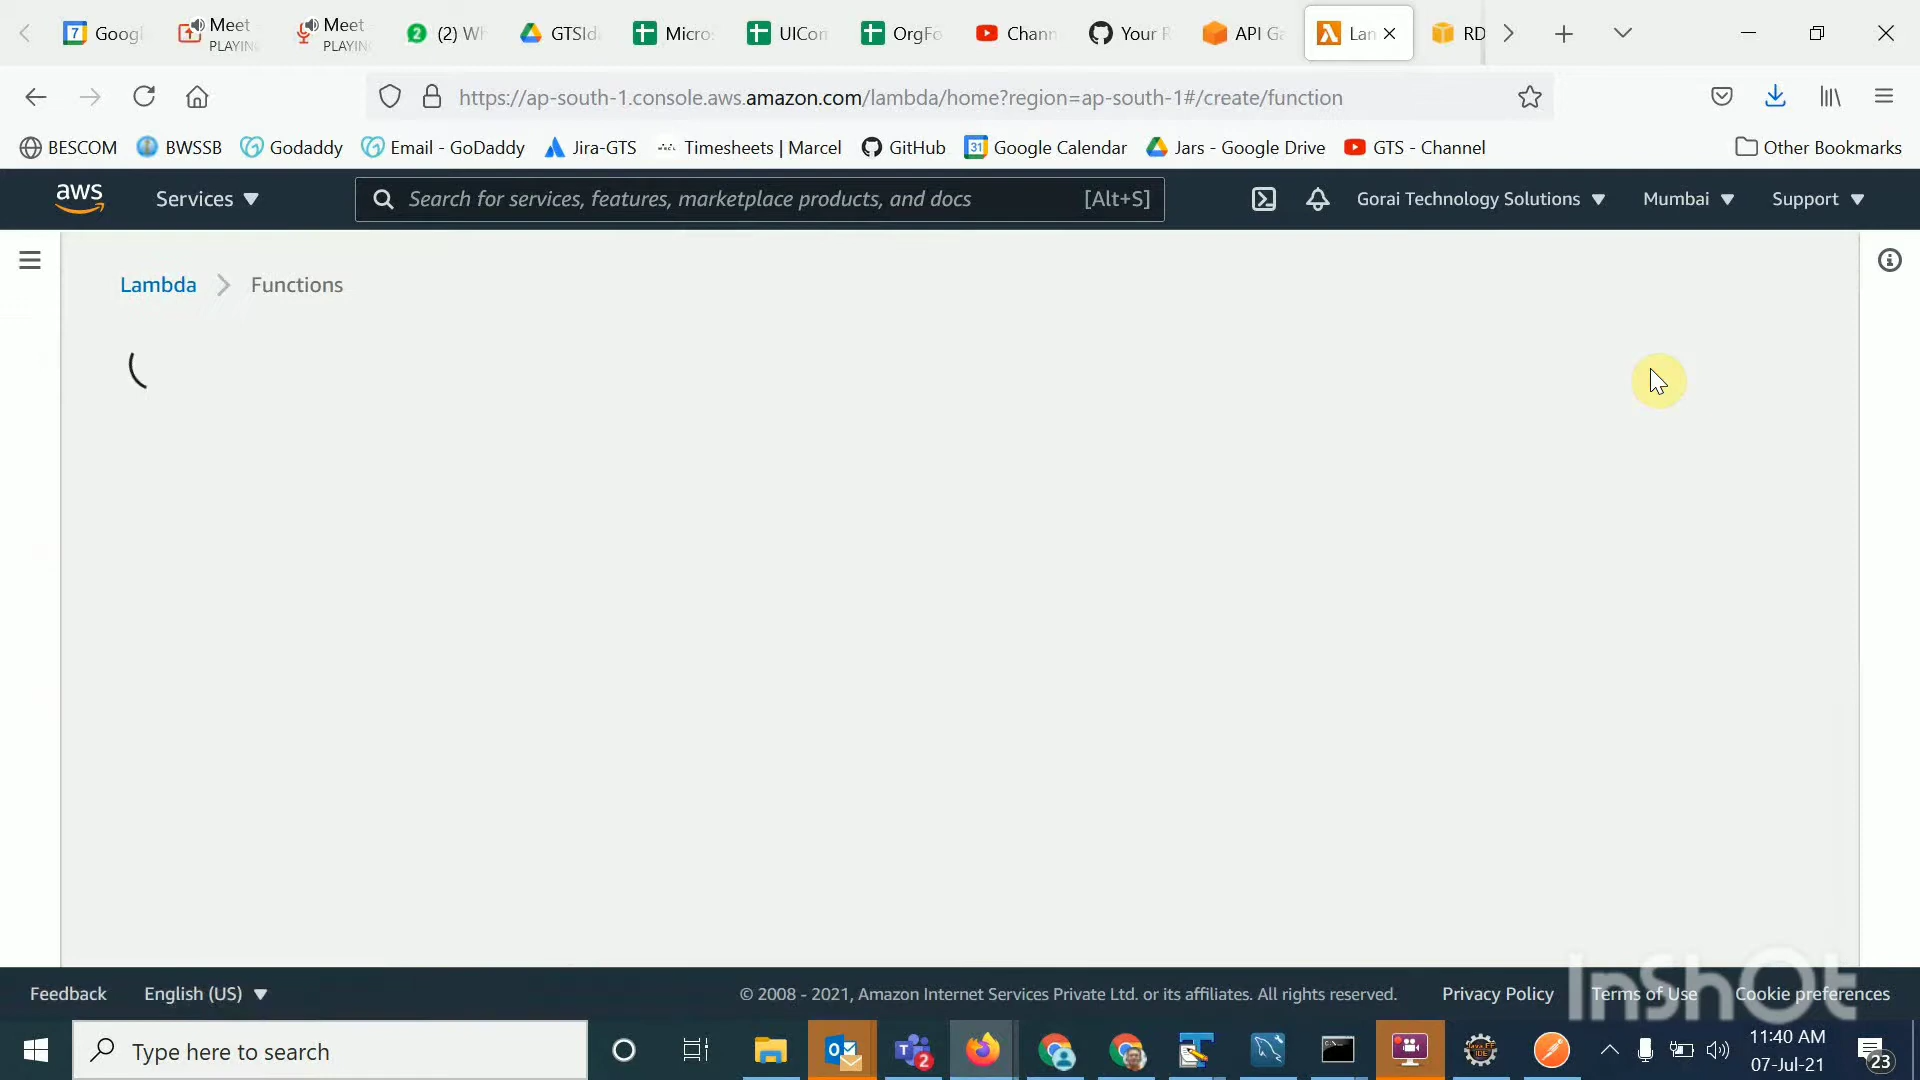 Googl
Meet
PLAYING
Meet
PLAYING
(2) Wh
GTSId
Micro
UICon
OrgFo
Chann
Your R
API Ga
Lan
RD
https://ap-south-1.console.aws.amazon.com/lambda/home?region=ap-south-1#/create/function
BESCOM
BWSSB
Godaddy
Email - GoDaddy
Jira-GTS
Timesheets | Marcel
GitHub
Google Calendar
Jars - Google Drive
GTS - Channel
Other Bookmarks
aws
Services
Search for services, features, marketplace products, and docs
[Alt+S]
Gorai Technology Solutions
Mumbai
Support
Lambda
Functions
Feedback
English (US)
© 2008 - 2021, Amazon Internet Services Private Ltd. or its affiliates. All rights reserved.
Privacy Policy
Terms of Use
Cookie preferences
InShOt
Type here to search
11:40 AM
07-Jul-21
23